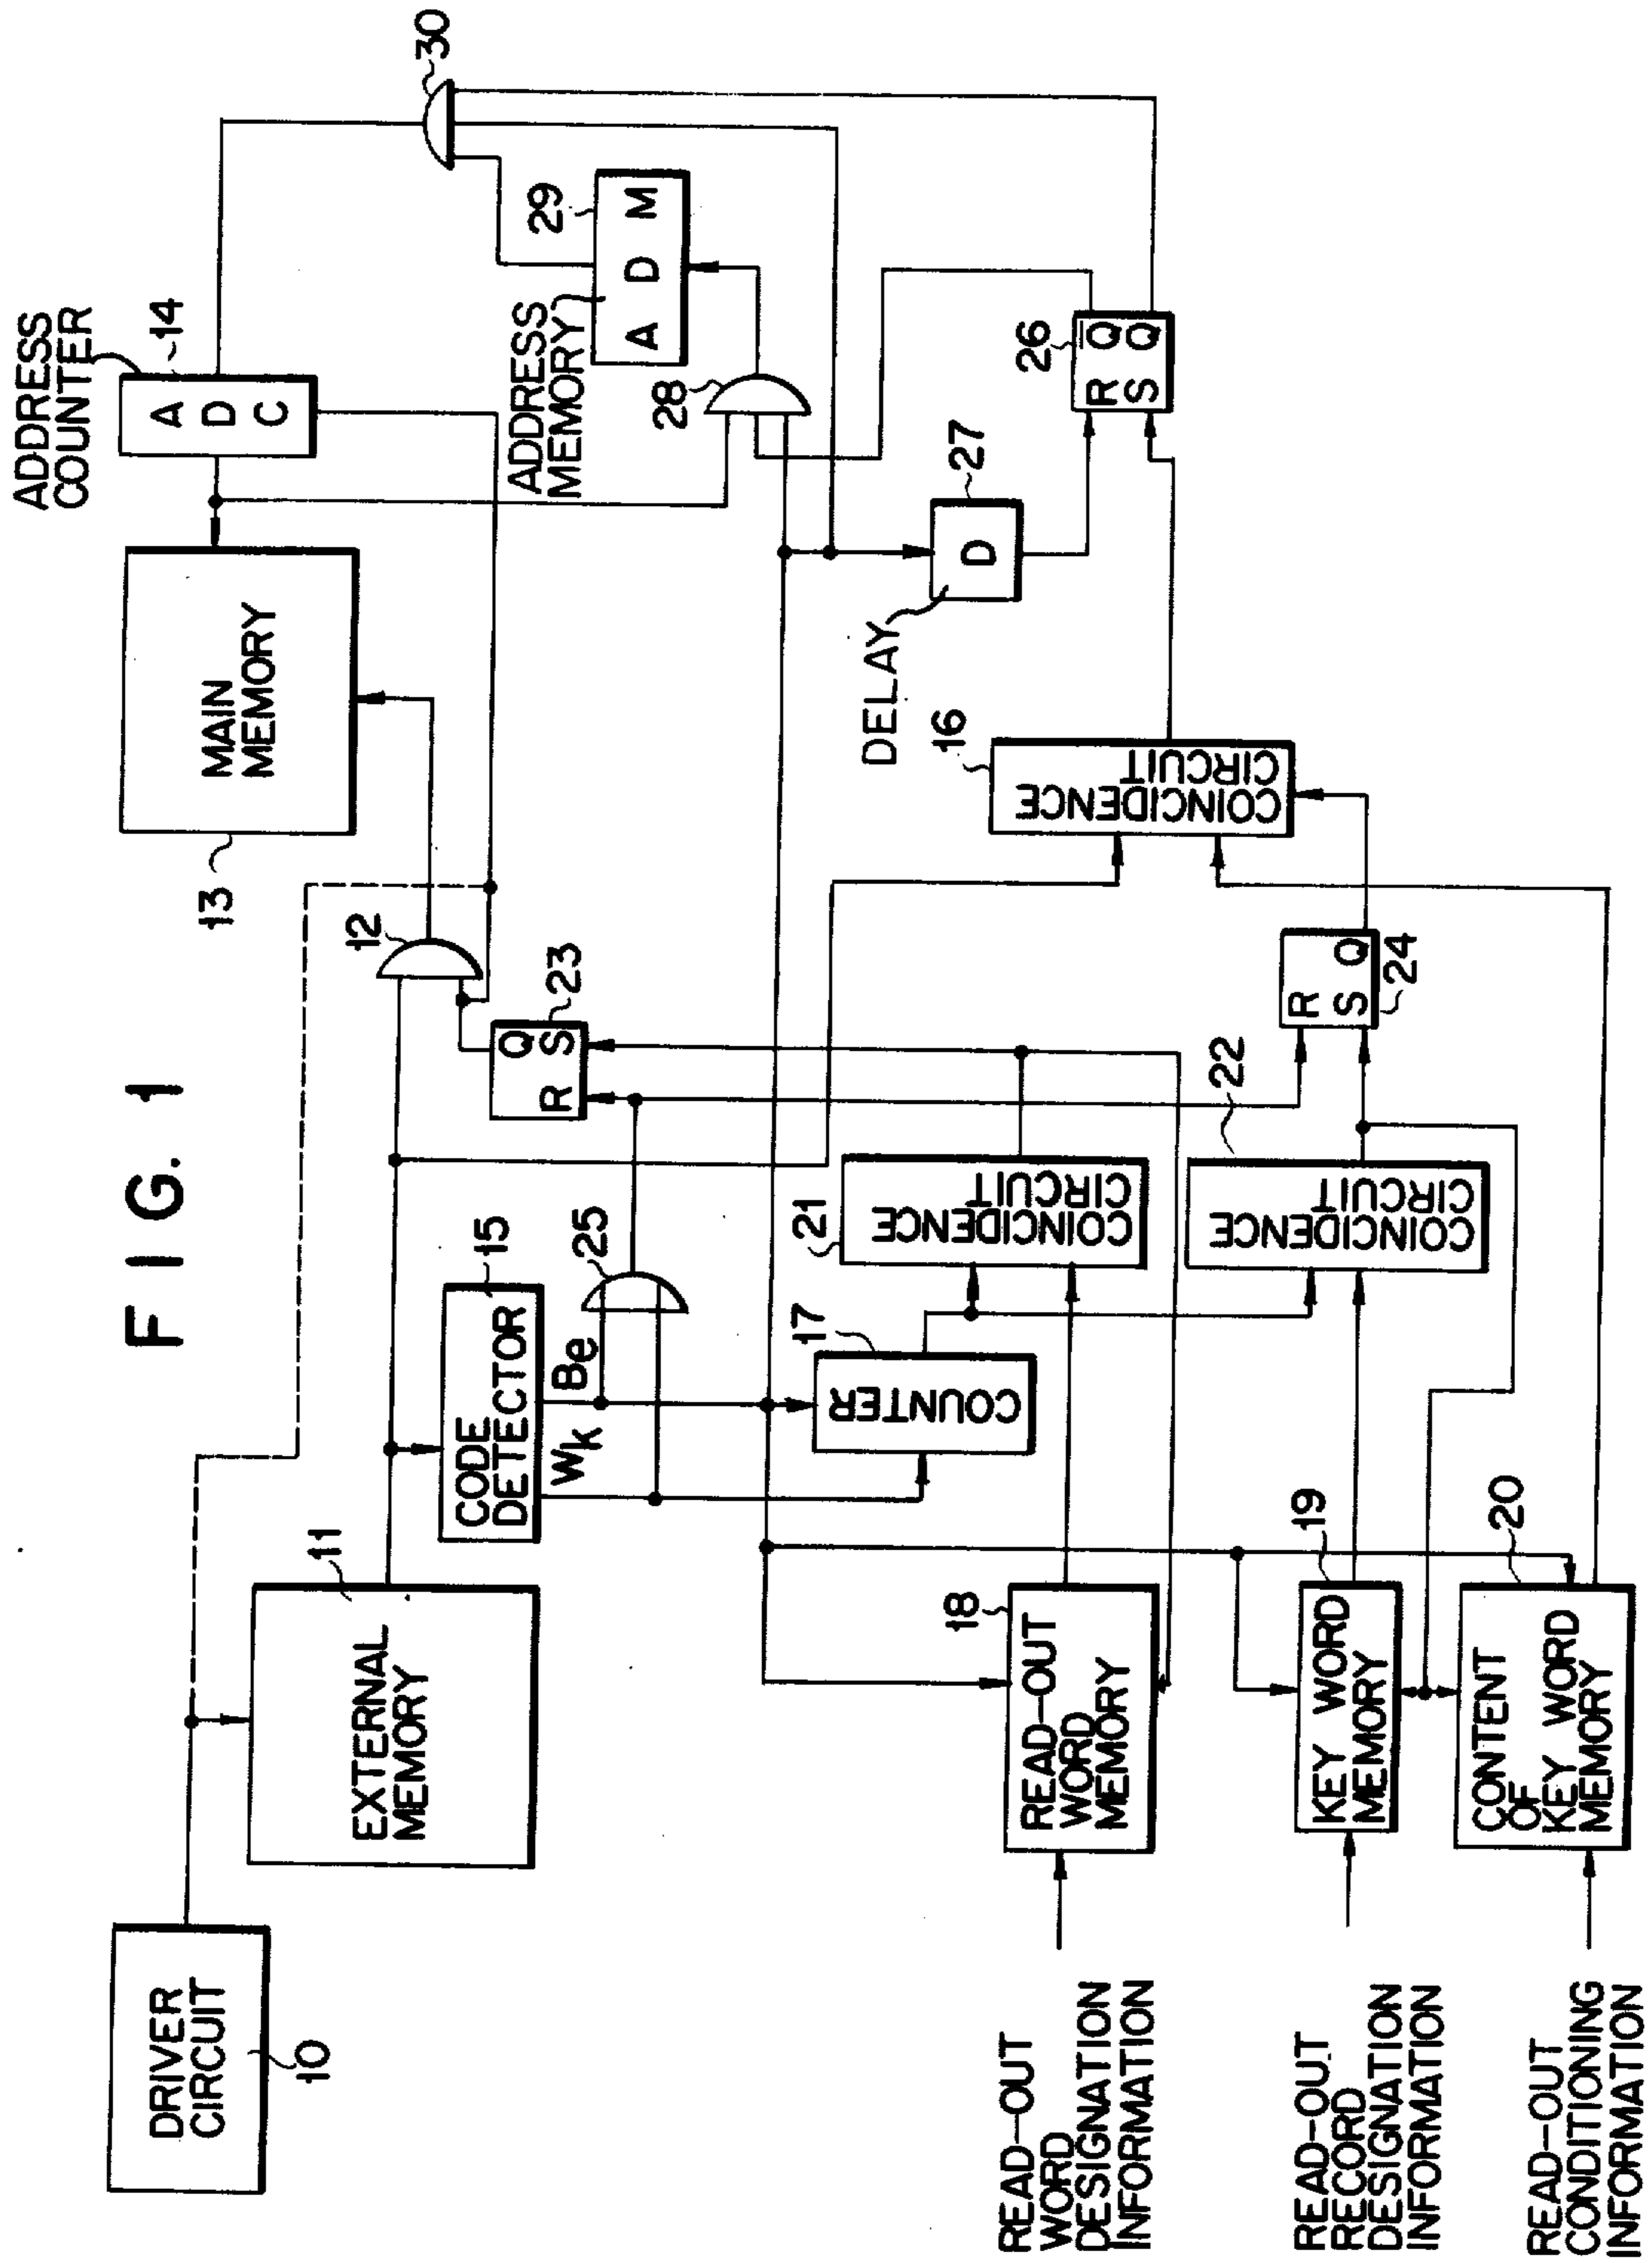 FIG. 1
DRIVER
CIRCUIT
10
EXTERNAL
MEMORY
11
CODE
DETECTOR
15
Wk
Be
25
12
MAIN
MEMORY
13
ADDRESS
COUNTER
14
A
D
C
R
Q
S
23
COUNTER
17
COINCIDENCE
CIRCUIT
21
COINCIDENCE
CIRCUIT
22
R
S Q
24
COINCIDENCE
CIRCUIT
16
DELAY
D
27
R Q
S Q
26
28
ADDRESS
MEMORY
A D M
29
30
READ-OUT
WORD
MEMORY
18
KEY WORD
MEMORY
19
CONTENT
OF
KEY WORD
MEMORY
20
READ-OUT
WORD
DESIGNATION
INFORMATION
READ-OUT
RECORD
DESIGNATION
INFORMATION
READ-OUT
CONDITIONING
INFORMATION